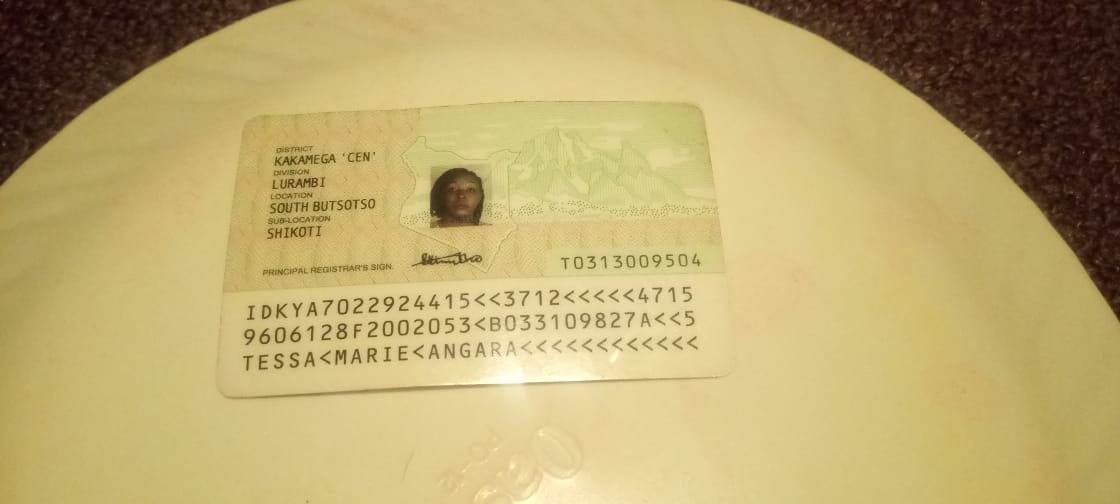 DISTRICT
KAKAMEGA 'CEN'
DIVISION
LURAMBI
LOCATION
SOUTH BUTSOTSO
SUB-LOCATION
SHIKOTI
PRINCIPAL REGISTRAR'S SIGN.
T0313009504
IDKYA7022924415<<3712<<<<<4715
9606128F2002053<B033109827A<<5
TESSA<MARIE<ANGARA<<<<<<<<<<<<